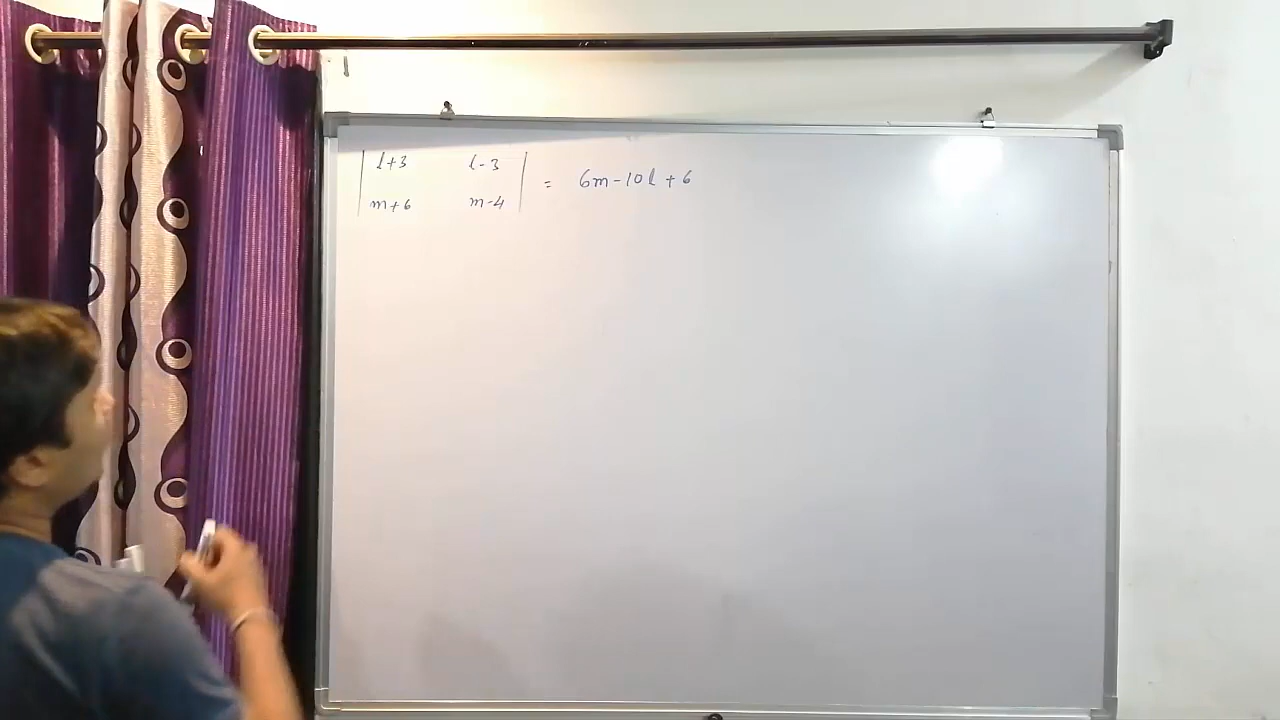 | l+3 l-3 | = 6m-10l+6
| m+6 m-4 |